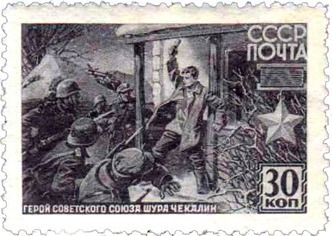 СССР
ПОЧТА
30
КОП
ГЕРОЙ СОВЕТСКОГО СОЮЗА ШУРА ЧЕКАЛИН